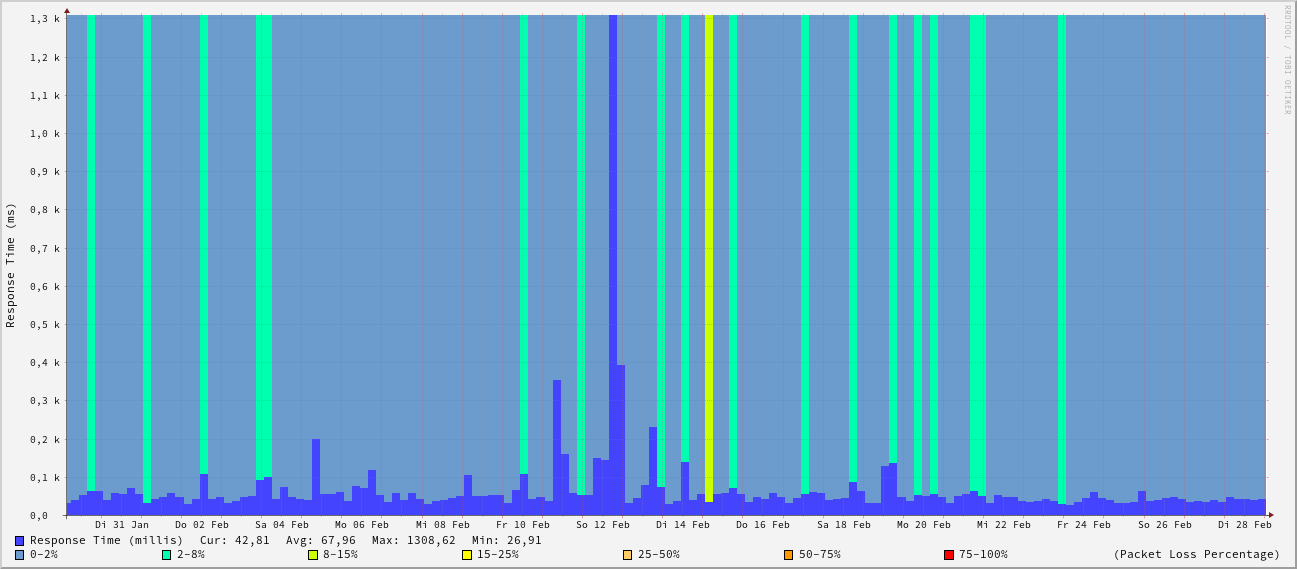 RRDTOOL / TOBI OETIKER
Response Time (ms)
1,3 k
1,2 k
1,1 k
1,0 k
0,9 k
0,8 k
0,7 k
0,6 k
0,5 k
0,4 k
0,3 k
0,2 k
0,1 k
0,0
Di 31 Jan Do 02 Feb Sa 04 Feb Mo 06 Feb Mi 08 Feb Fr 10 Feb So 12 Feb Di 14 Feb Do 16 Feb Sa 18 Feb Mo 20 Feb Mi 22 Feb Fr 24 Feb So 26 Feb Di 28 Feb
Response Time (millis) Cur: 42,81 Avg: 67,96 Max: 1308,62 Min: 26,91
0-2% 2-8% 8-15% 15-25% 25-50% 50-75% 75-100% (Packet Loss Percentage)